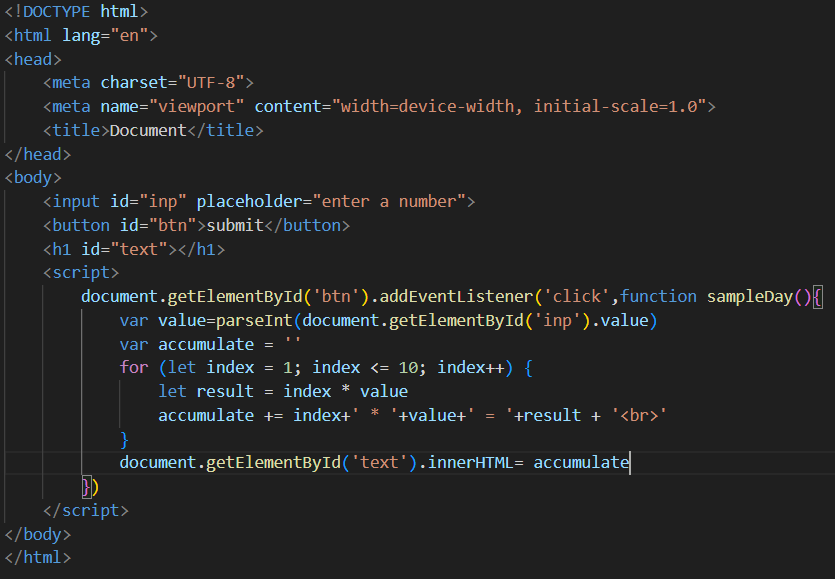 <!DOCTYPE html>
<html lang="en">
<head>
    <meta charset="UTF-8">
    <meta name="viewport" content="width=device-width, initial-scale=1.0">
    <title>Document</title>
</head>
<body>
    <input id="inp" placeholder="enter a number">
    <button id="btn">submit</button>
    <h1 id="text"></h1>
    <script>
        document.getElementById('btn').addEventListener('click',function sampleDay(){
            var value=parseInt(document.getElementById('inp').value)
            var accumulate = ''
            for (let index = 1; index <= 10; index++) {
                let result = index * value
                accumulate += index+' * '+value+' = '+result + '<br>'
            }
            document.getElementById('text').innerHTML= accumulate
        })
    </script>
</body>
</html>